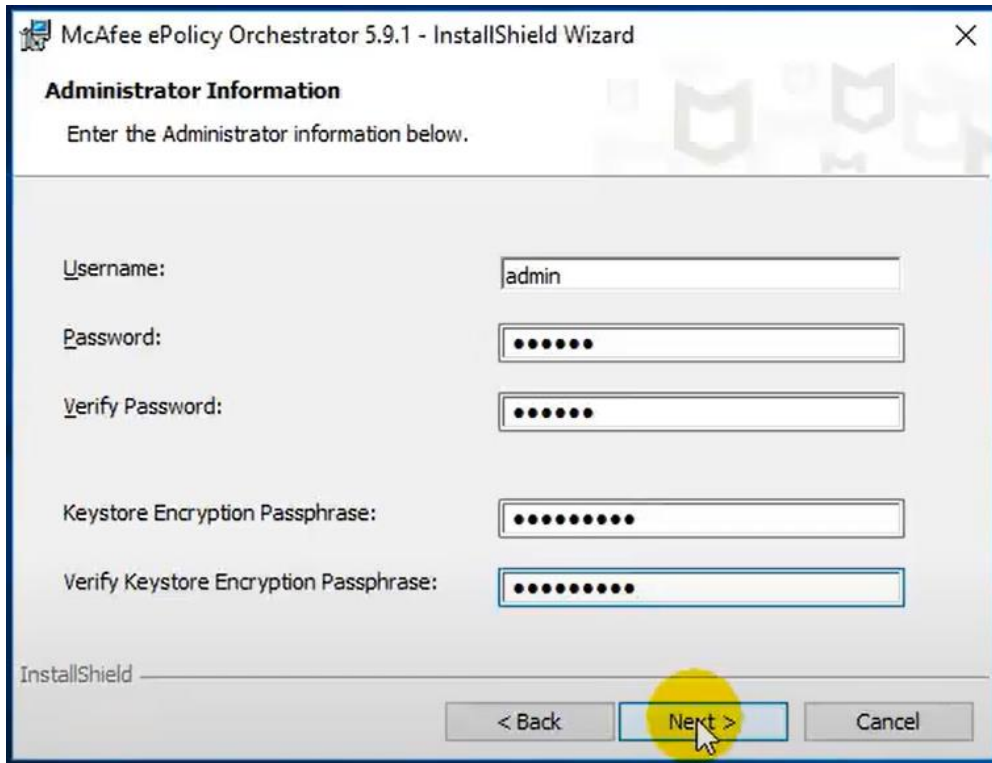 McAfee ePolicy Orchestrator 5.9.1 - InstallShield Wizard
Administrator Information
Enter the Administrator information below.
Username: admin
Password: ●●●●●●
Verify Password: ●●●●●●
Keystore Encryption Passphrase: ●●●●●●●●●
Verify Keystore Encryption Passphrase: ●●●●●●●●●
InstallShield
< Back Next > Cancel